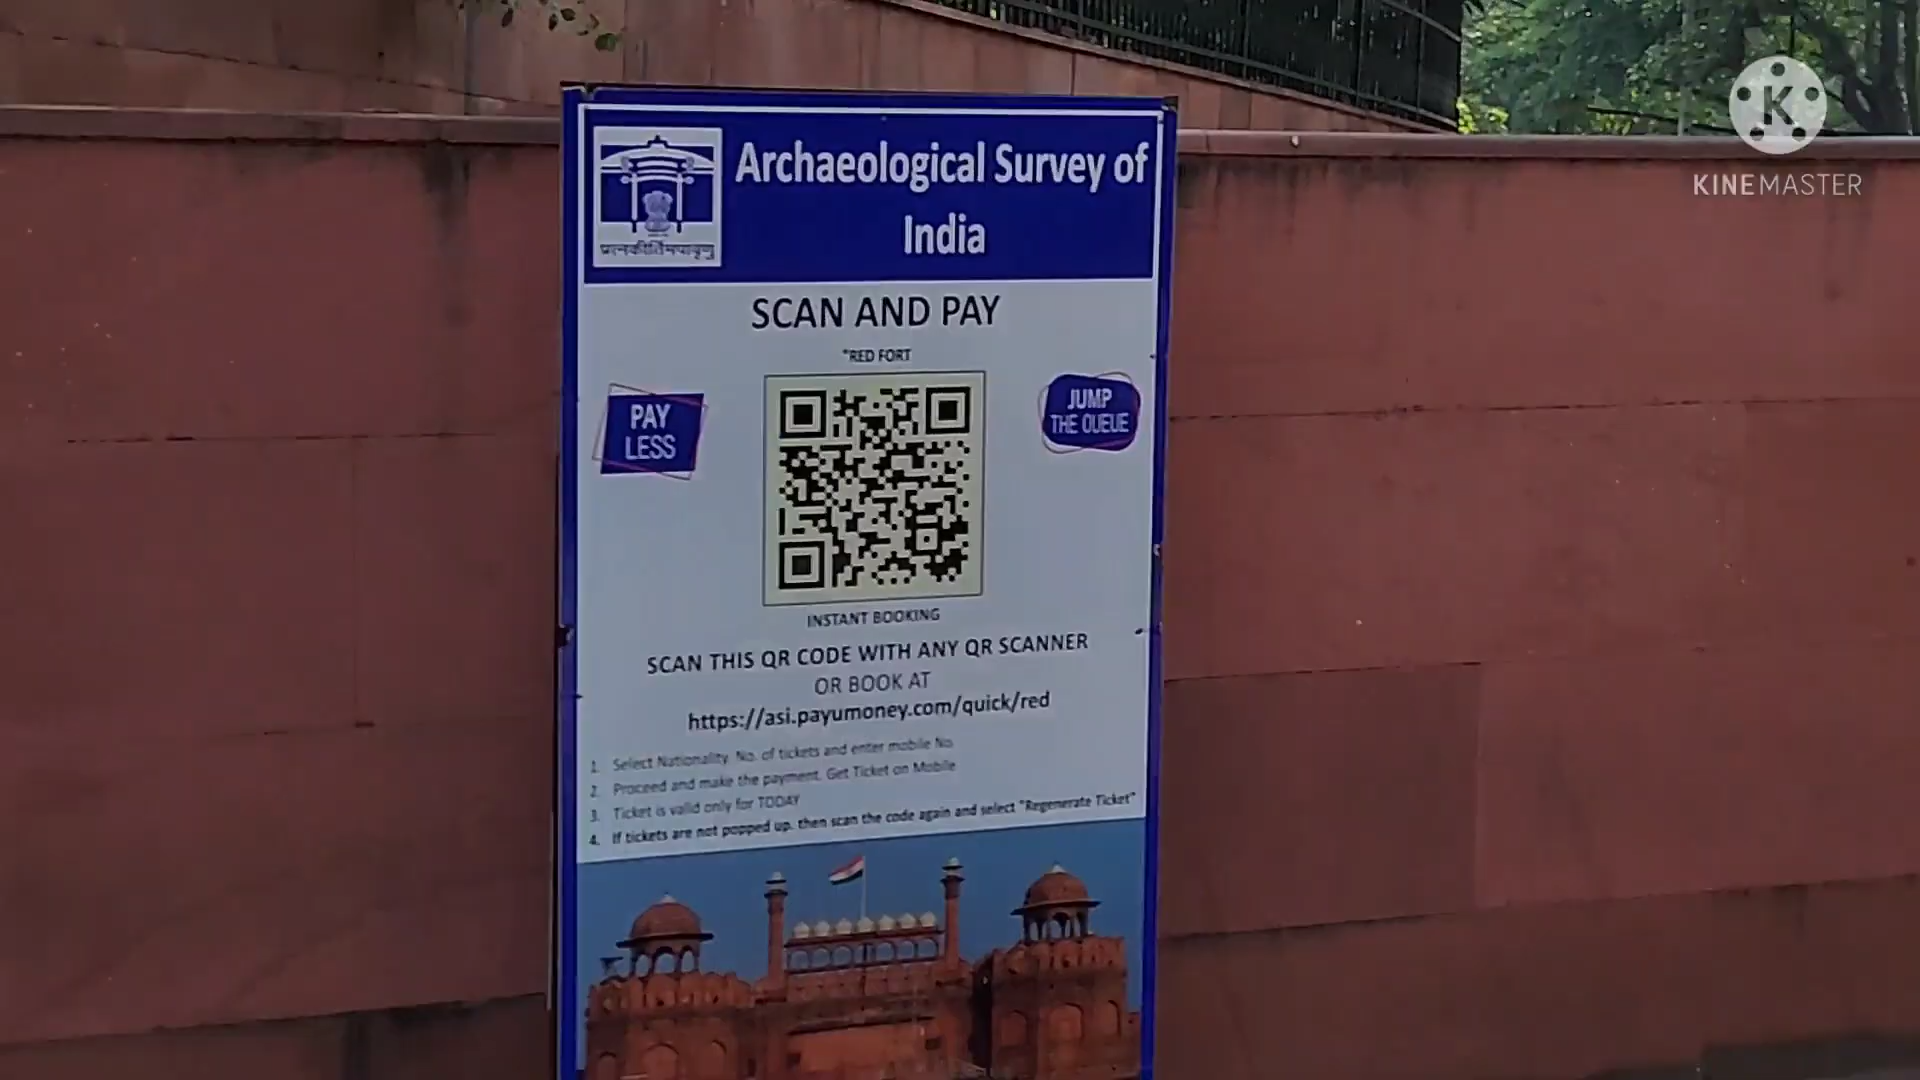 Archaeological Survey of
India
प्रत्नकीर्तिमपावृणु
SCAN AND PAY
*RED FORT
PAY
LESS
JUMP
THE QUEUE
INSTANT BOOKING
SCAN THIS QR CODE WITH ANY QR SCANNER
OR BOOK AT
https://asi.payumoney.com/quick/red
1. Select Nationality, No. of tickets and enter mobile No.
2. Proceed and make the payment. Get Ticket on Mobile
3. Ticket is valid only for TODAY
4. If tickets are not popped up, then scan the code again and select "Regenerate Ticket"
K
KINEMASTER